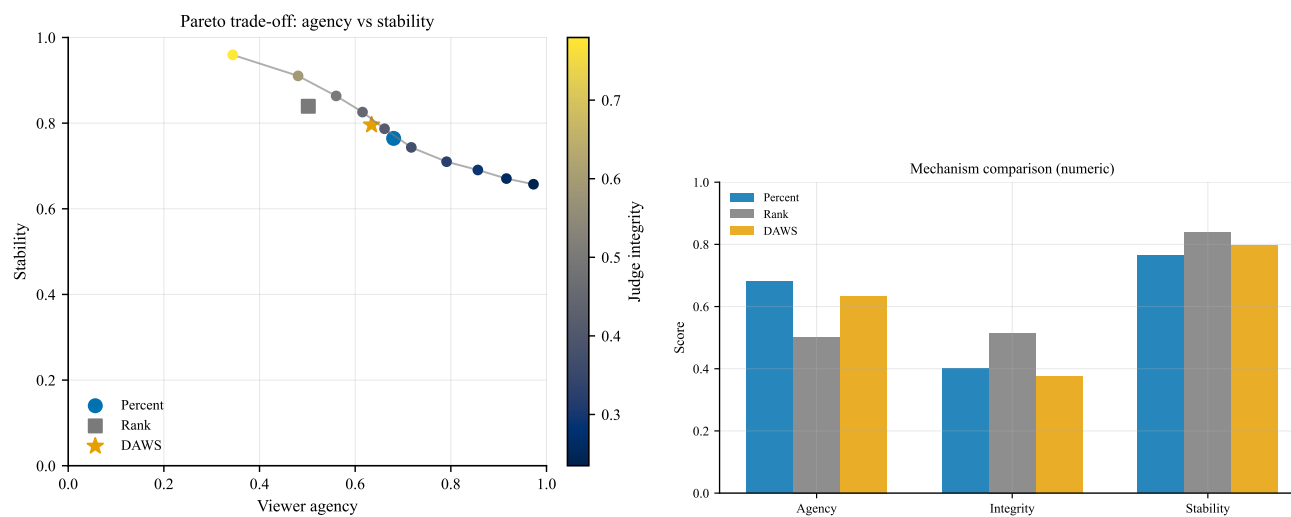 Pareto trade-off: agency vs stability
1.0
0.8
0.6
0.4
0.2
0.0
Stability
Percent
Rank
DAWS
0.0
0.2
0.4
0.6
0.8
1.0
Viewer agency
0.7
0.6
0.5
0.4
0.3
Judge integrity
Mechanism comparison (numeric)
1.0
0.8
0.6
0.4
0.2
0.0
Score
Percent
Rank
DAWS
Agency
Integrity
Stability